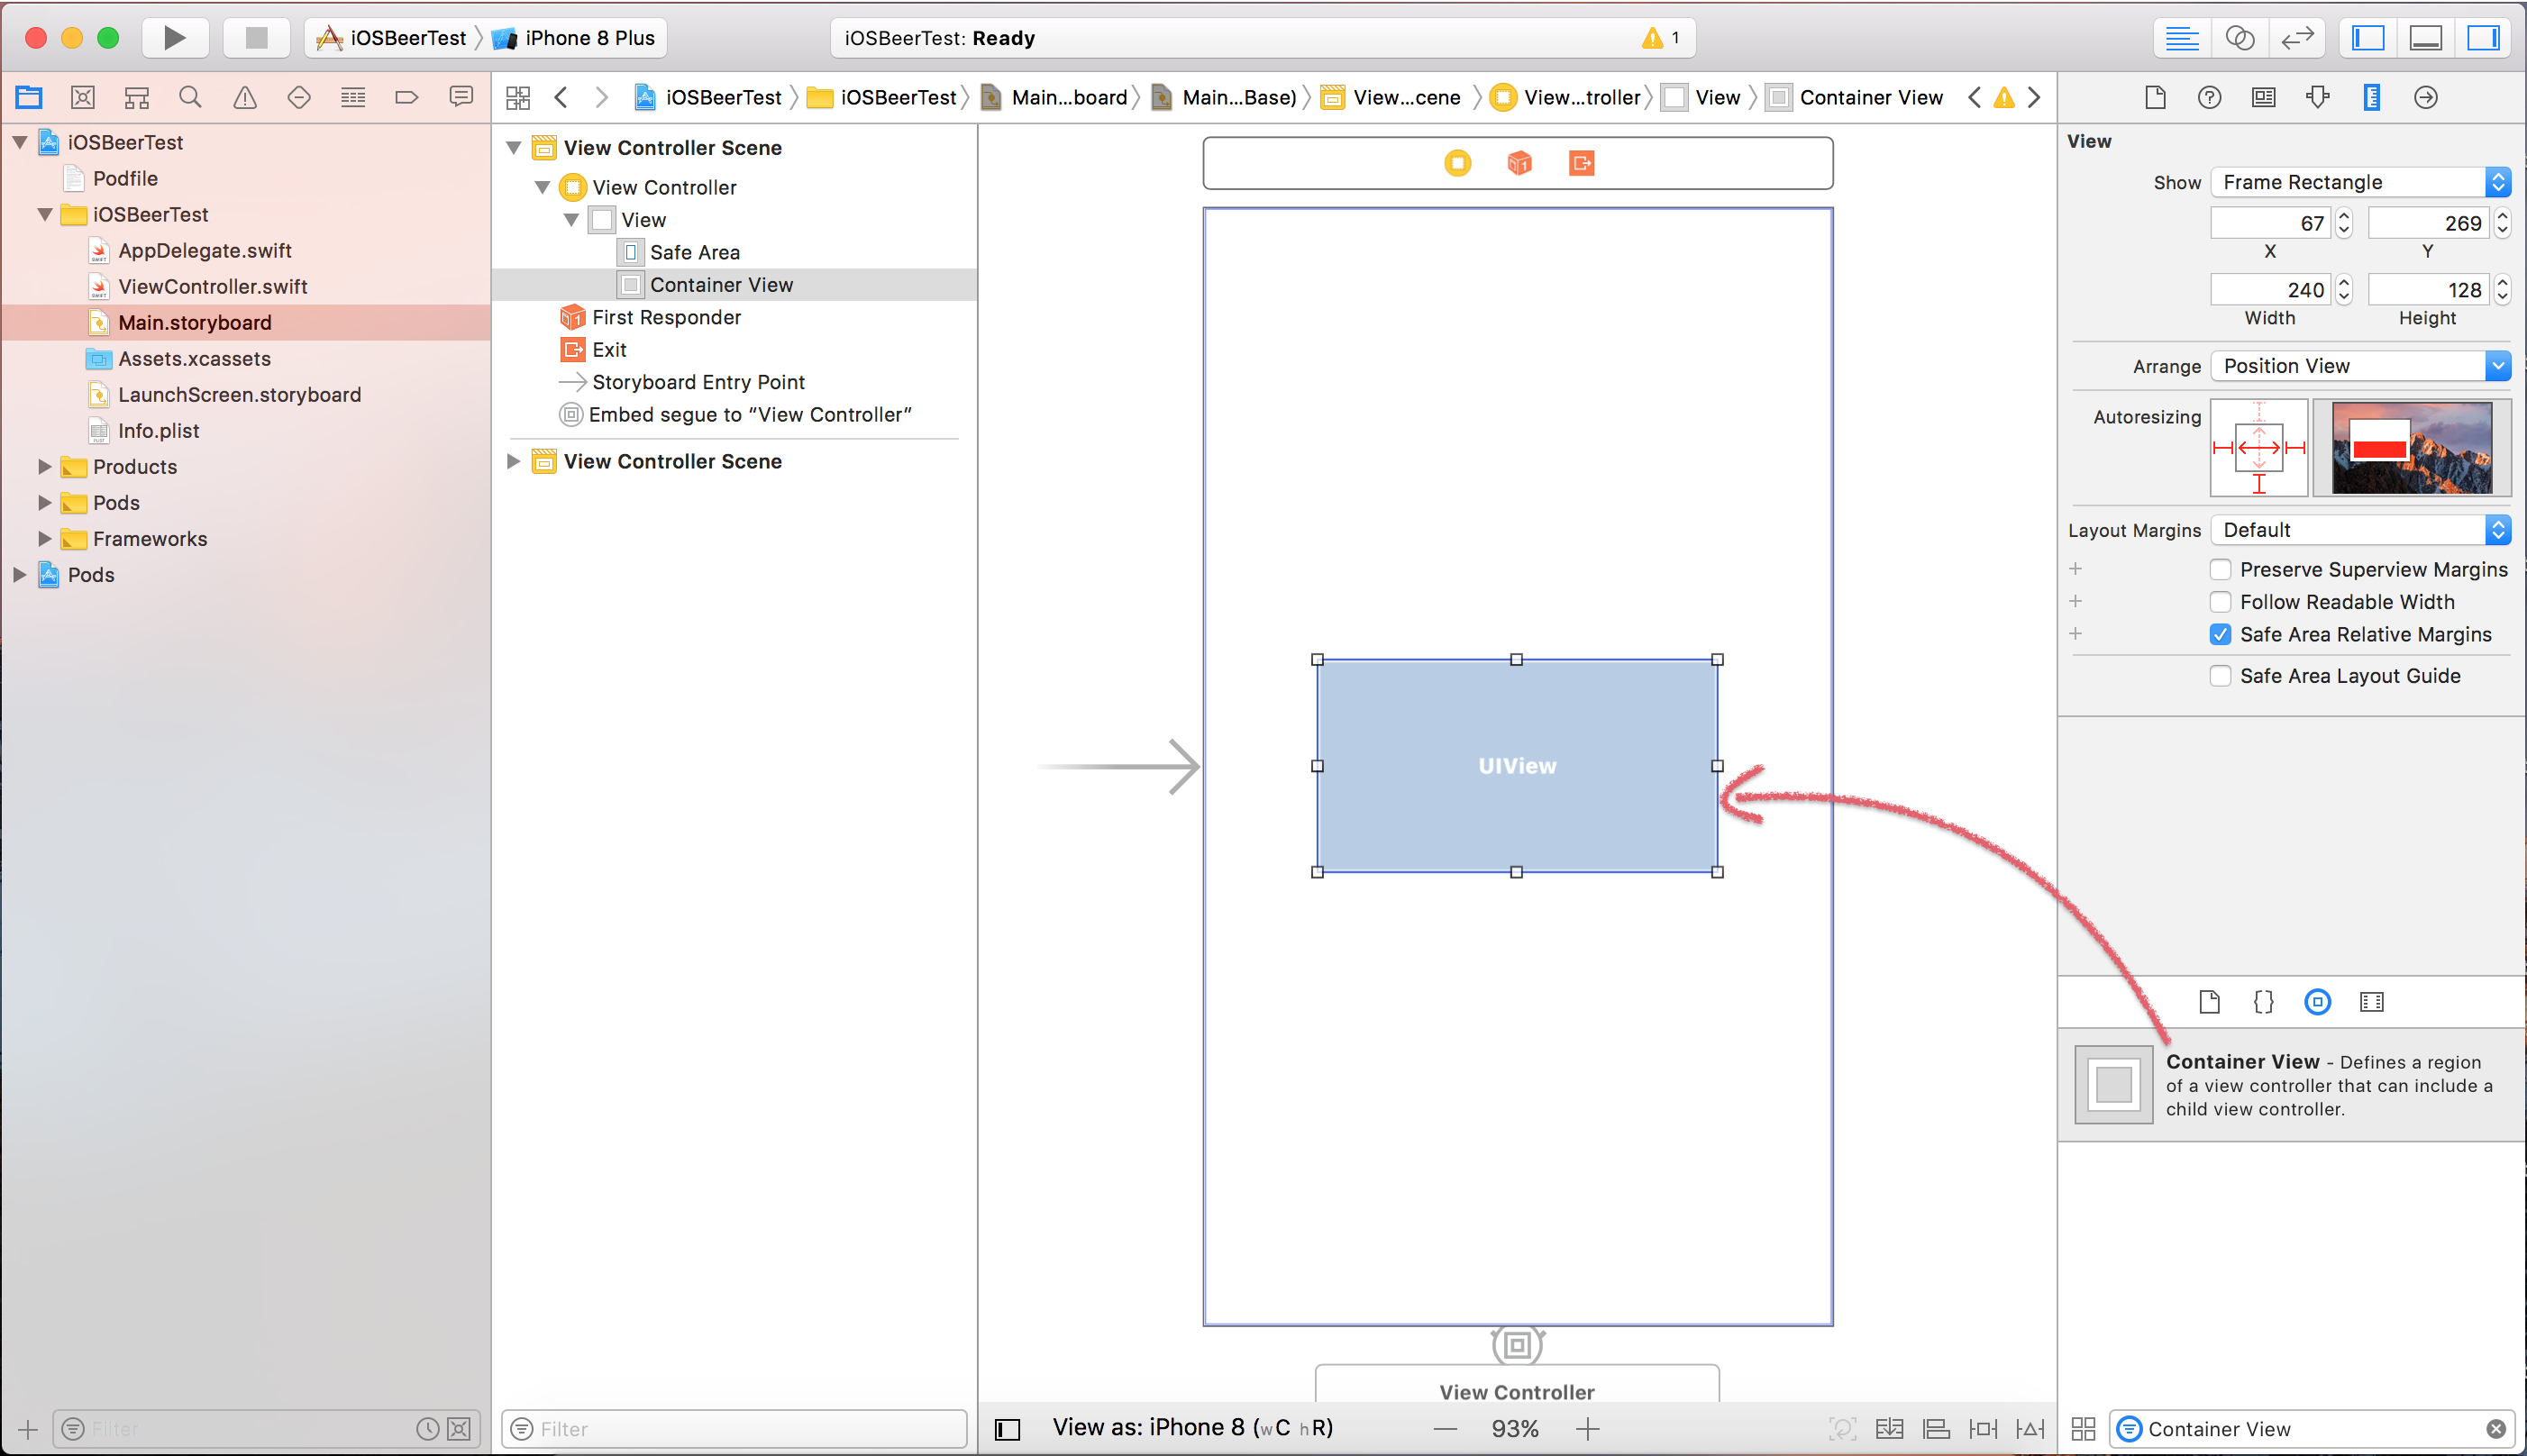 iOSBeerTest iPhone 8 Plus
iOSBeerTest: Ready
1
iOSBeerTest
Podfile
iOSBeerTest
AppDelegate.swift
ViewController.swift
Main.storyboard
Assets.xcassets
LaunchScreen.storyboard
Info.plist
Products
Pods
Frameworks
Pods
Filter
iOSBeerTest iOSBeerTest Main...board Main...Base) View...cene View...troller View Container View
View Controller Scene
View Controller
View
Safe Area
Container View
First Responder
Exit
Storyboard Entry Point
Embed segue to “View Controller”
View Controller Scene
Filter
UIView
View Controller
View as: iPhone 8 (wC hR)
93%
View
Show Frame Rectangle
67 269
X Y
240 128
Width Height
Arrange Position View
Autoresizing
Layout Margins Default
Preserve Superview Margins
Follow Readable Width
Safe Area Relative Margins
Safe Area Layout Guide
Container View - Defines a region
of a view controller that can include a
child view controller.
Container View